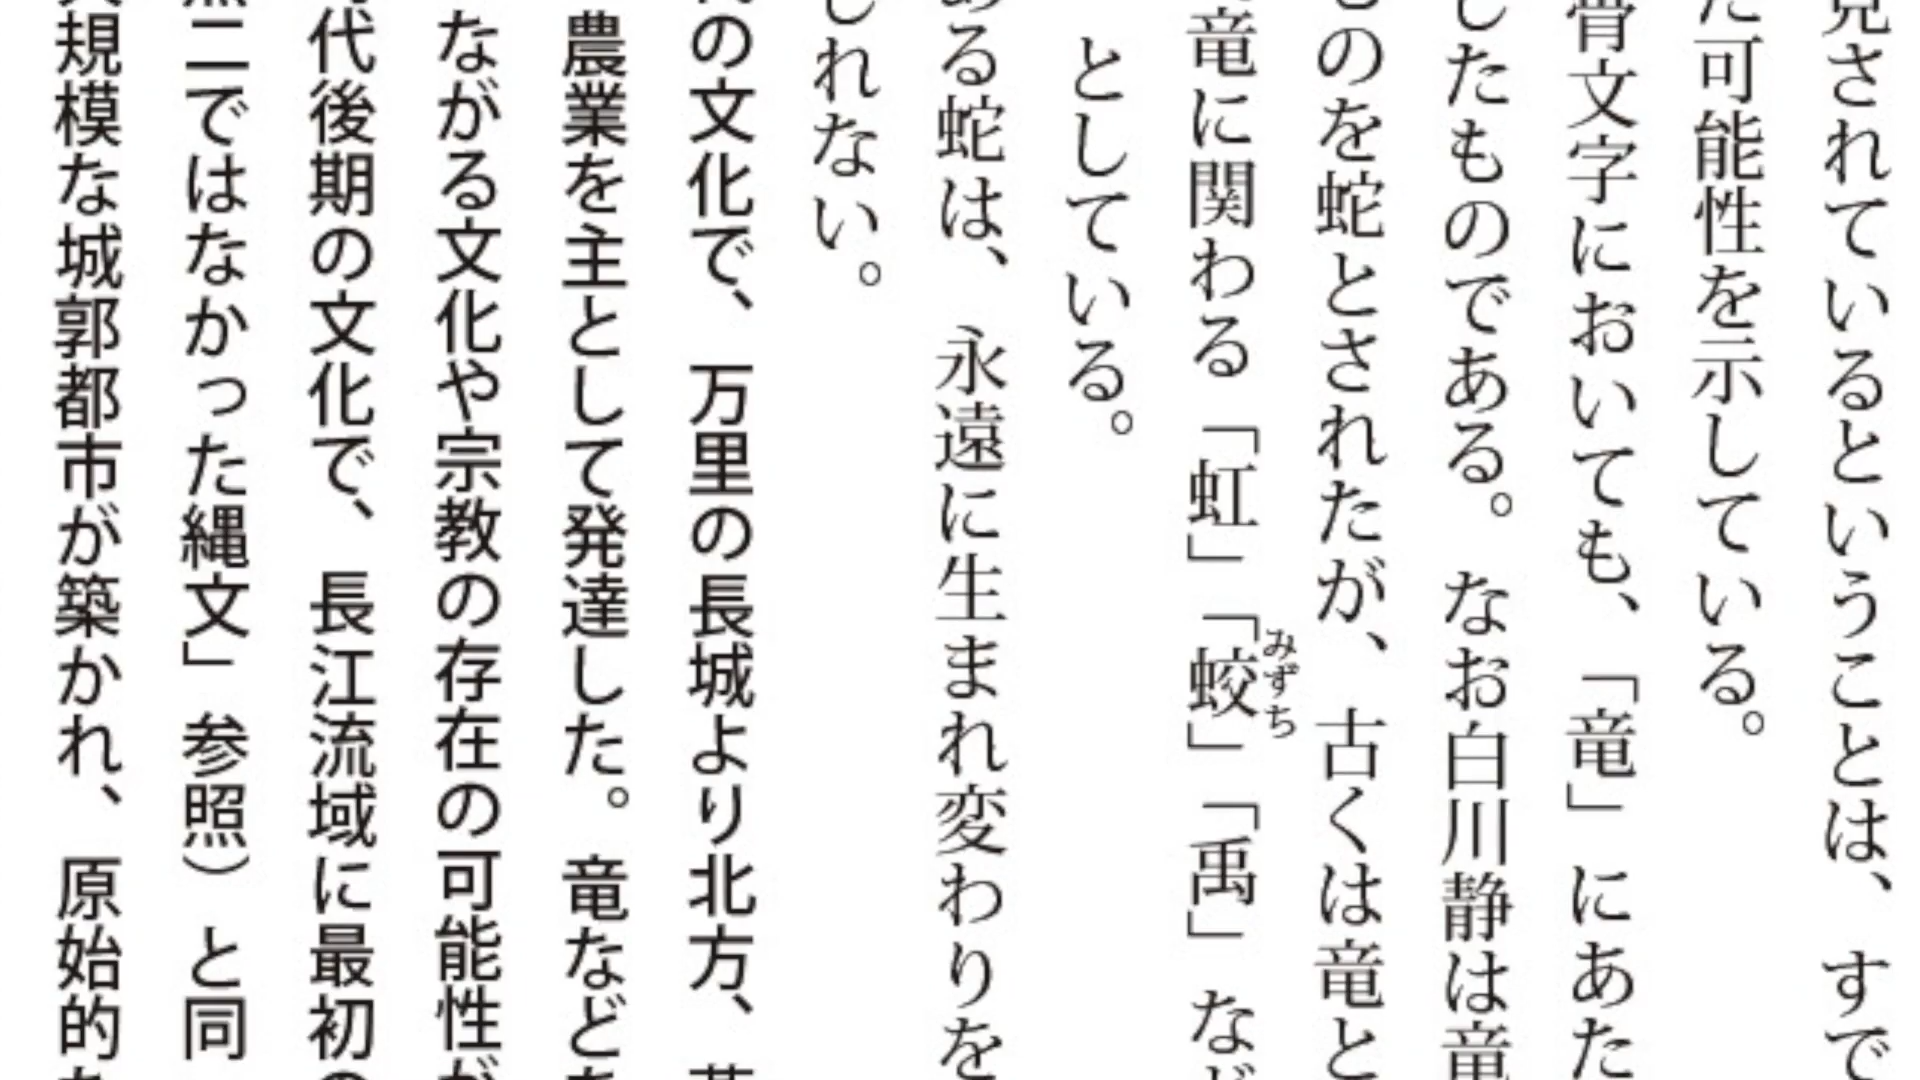 見されているということは、すで
た可能性を示している。
骨文字においても、「竜」にあた
したものである。なお白川静は竜
ものを蛇とされたが、古くは竜と
竜に関わる「虹」「蛟」「禹」など
みずち
としている。
ある蛇は、永遠に生まれ変わりを
しれない。
の文化で、万里の長城より北方、
農業を主として発達した。竜などを
ながる文化や宗教の存在の可能性が
代後期の文化で、長江流域に最初の
二ではなかった縄文」参照）と同
規模な城郭都市が築かれ、原始的な